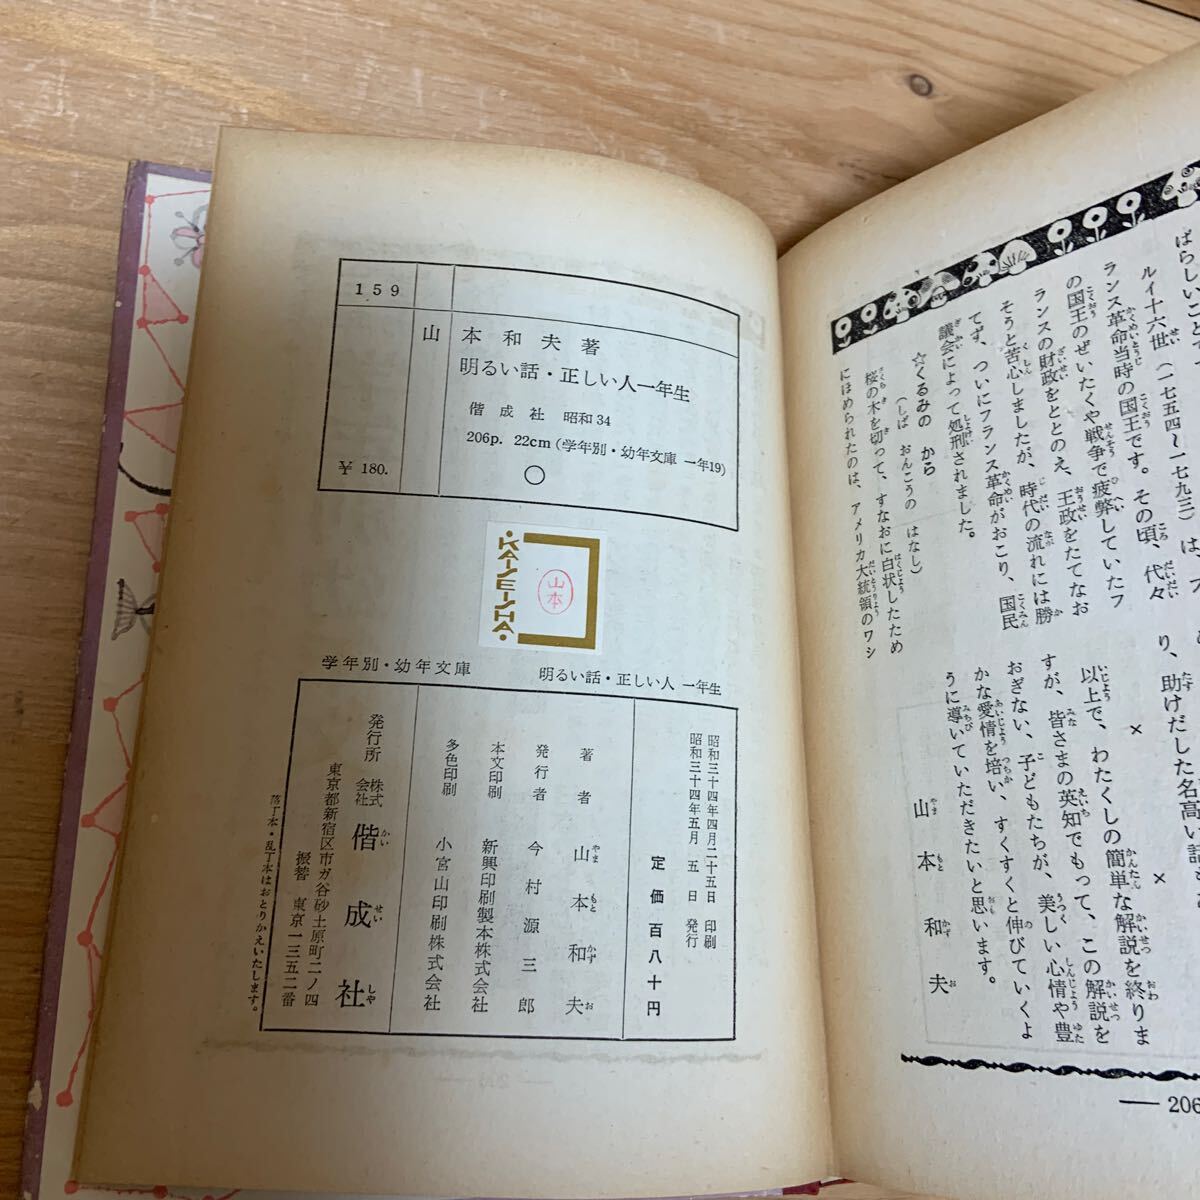 159
山本和夫著
明るい話・正しい人一年生
偕成社 昭和34
206p. 22cm(学年別・幼年文庫 一年19)
¥180.
・KAISEISHA・
山本
学年別・幼年文庫
明るい話・正しい人 一年生
昭和三十四年四月二十五日 印刷
昭和三十四年五月 五日 発行
定価百八十円
著者 山本和夫
やまもとかずお
発行者 今村源三郎
本文印刷 新興印刷製本株式会社
多色印刷 小宮山印刷株式会社
発行所 株式会社 偕成社
かいせいしや
東京都新宿区市ガ谷砂土原町二ノ四
振替 東京一三五二番
落丁本・乱丁本はおとりかえいたします。
ばらしいことで
ルイ十六世(一七五四〜一七九三)は、フ
ランス革命当時の国王です。その頃、代々
の国王のぜいたくや戦争で疲弊していたフ
ランスの財政をととのえ、王政をたてなお
そうと苦心しましたが、時代の流れには勝
てず、ついにフランス革命がおこり、国民
議会によって処刑されました。
☆くるみの から
(しば おんこうの はなし)
桜の木を切って、すなおに白状したため
にほめられたのは、アメリカ大統領のワシ
り、助けだした名高い話も
×
×
以上で、わたくしの簡単な解説を終りま
すが、皆さまの英知でもって、この解説を
おぎない、子どもたちが、美しい心情や豊
かな愛情を培い、すくすくと伸びていくよ
うに導いていただきたいと思います。
山本和夫
やまもとかずお
— 206